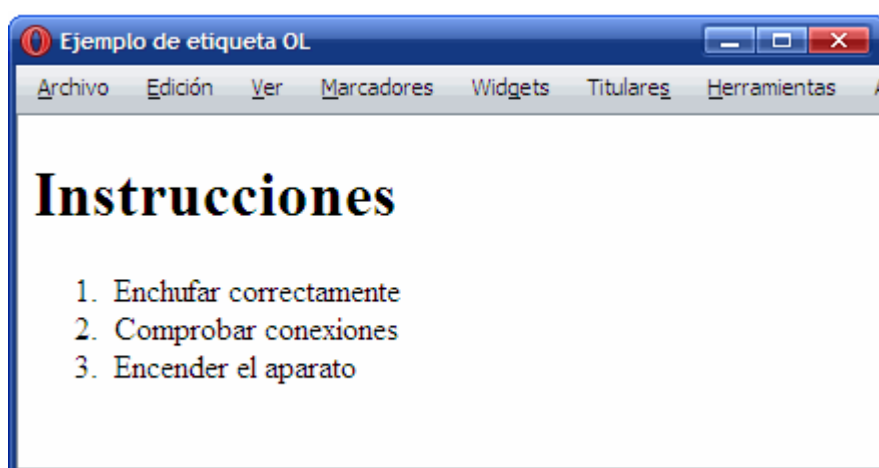 Ejemplo de etiqueta OL
Archivo Edición Ver Marcadores Widgets Titulares Herramientas
Instrucciones
1. Enchufar correctamente
2. Comprobar conexiones
3. Encender el aparato